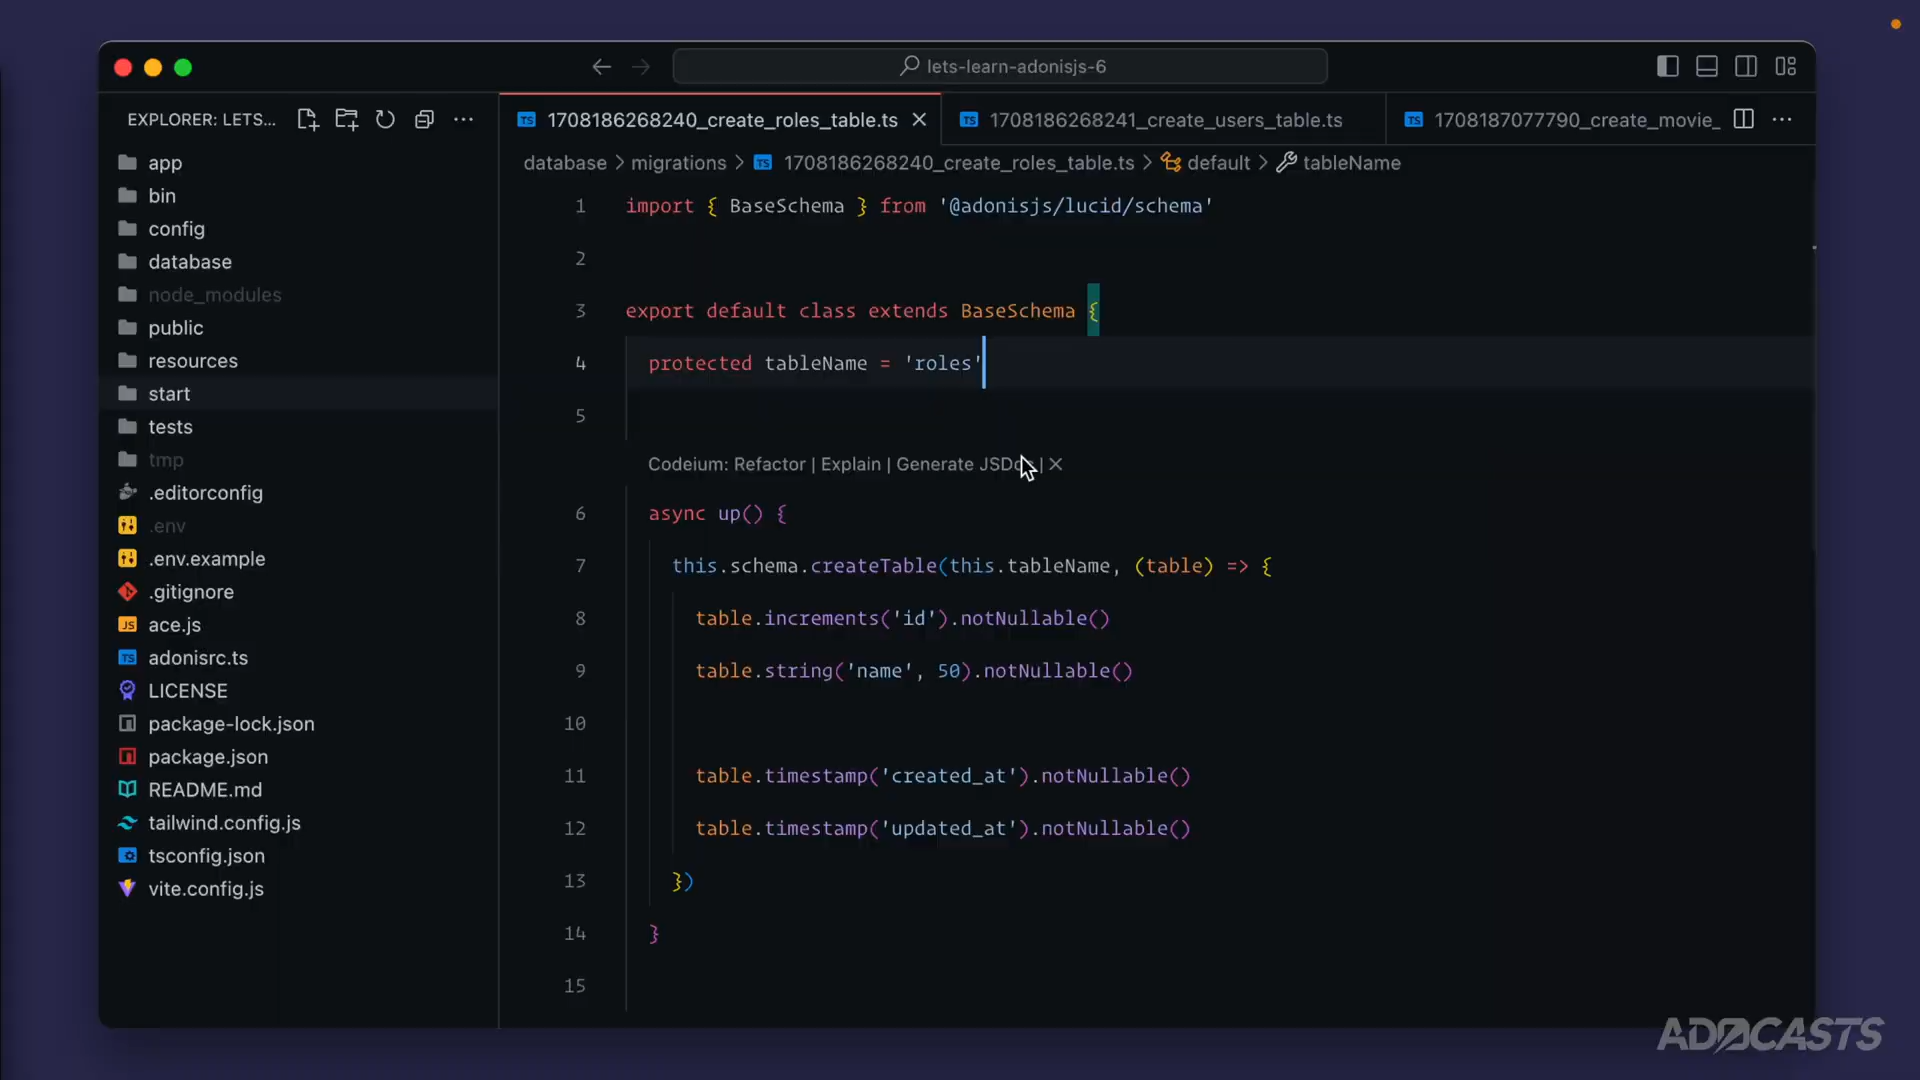 lets-learn-adonisjs-6
EXPLORER: LETS...
app
bin
config
database
node_modules
public
resources
start
tests
tmp
.editorconfig
.env
.env.example
.gitignore
ace.js
adonisrc.ts
LICENSE
package-lock.json
package.json
README.md
tailwind.config.js
tsconfig.json
vite.config.js
1708186268240_create_roles_table.ts
1708186268241_create_users_table.ts
1708187077790_create_movie_
database > migrations > 1708186268240_create_roles_table.ts > default > tableName
1 import { BaseSchema } from '@adonisjs/lucid/schema'
2
3 export default class extends BaseSchema {
4 protected tableName = 'roles'
5
Codeium: Refactor | Explain | Generate JSDoc | ×
6 async up() {
7 this.schema.createTable(this.tableName, (table) => {
8 table.increments('id').notNullable()
9 table.string('name', 50).notNullable()
10
11 table.timestamp('created_at').notNullable()
12 table.timestamp('updated_at').notNullable()
13 })
14 }
15
ADOCASTS